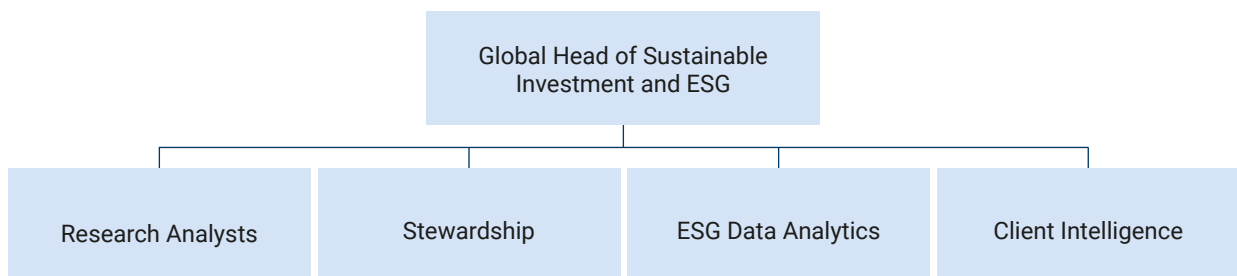 Global Head of Sustainable
Investment and ESG
Research Analysts
Stewardship
ESG Data Analytics
Client Intelligence